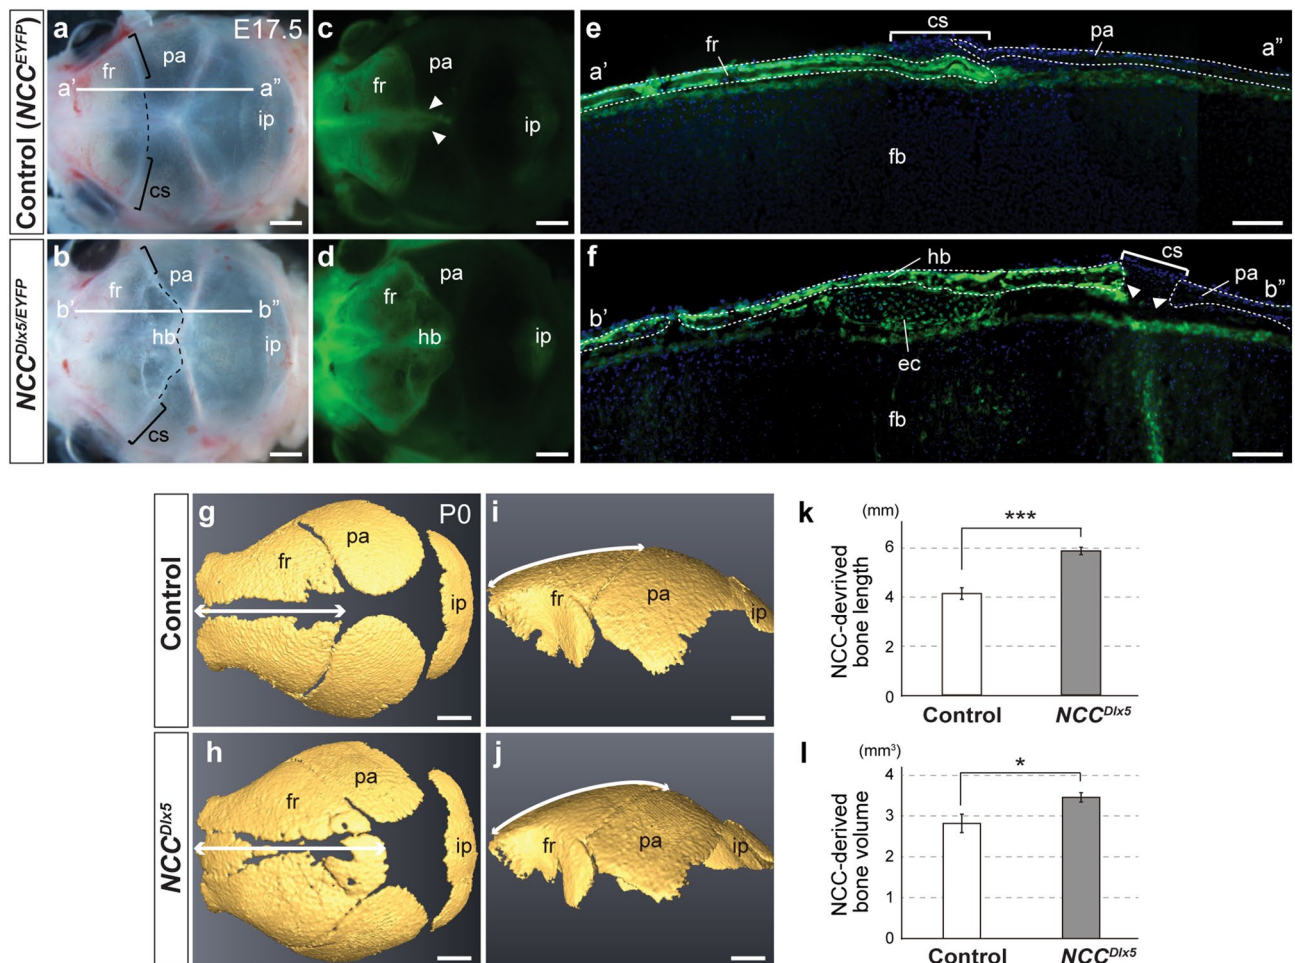 Control (NCC^EYFP)
a
E17.5
fr
pa
a’
a”
ip
cs
c
pa
fr
ip
e
cs
fr
pa
a’
a”
fb
NCC^Dlx5/EYFP
b
fr
pa
b’
b”
hb
ip
cs
d
pa
fr
hb
ip
f
hb
cs
pa
b’
b”
ec
fb
Control
g
P0
pa
fr
ip
i
fr
pa
ip
k
(mm)
***
6
4
2
0
NCC-devrived
bone length
Control
NCC^Dlx5
NCC^Dlx5
h
pa
fr
ip
j
fr
pa
ip
l
(mm³)
*
4
3
2
1
0
NCC-derived
bone volume
Control
NCC^Dlx5